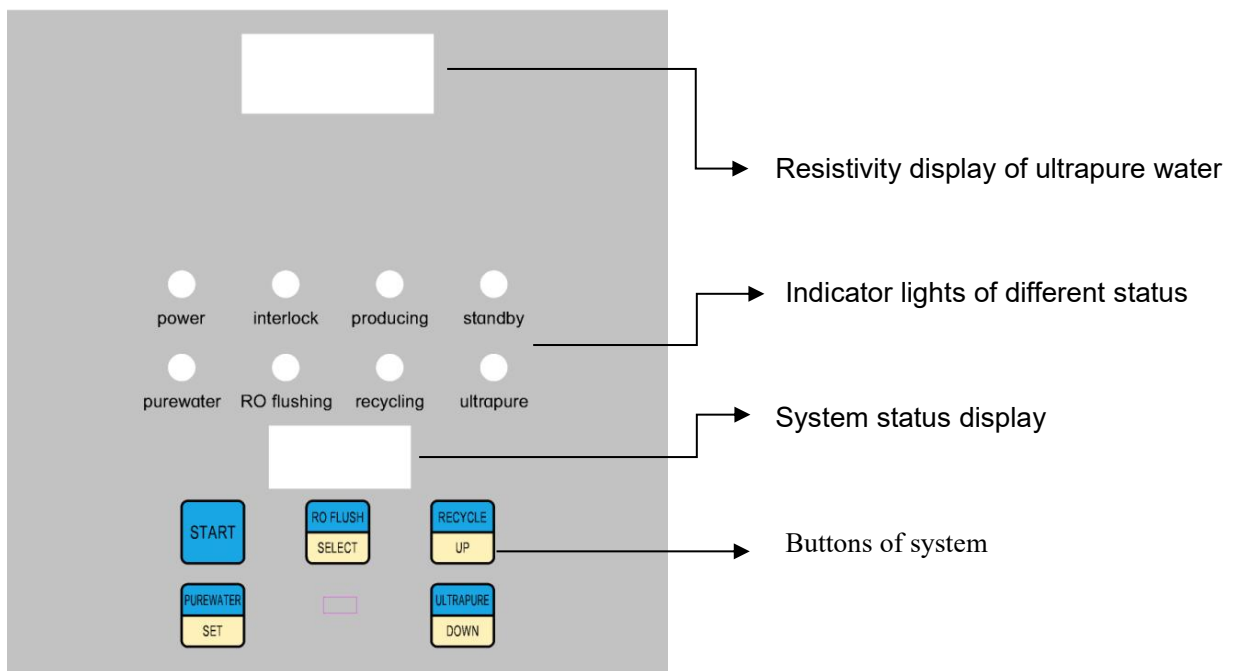 Resistivity display of ultrapure water
power interlock producing standby
Indicator lights of different status
purewater RO flushing recycling ultrapure
System status display
START RO FLUSH RECYCLE
SELECT UP
Buttons of system
PUREWATER ULTRAPURE
SET DOWN